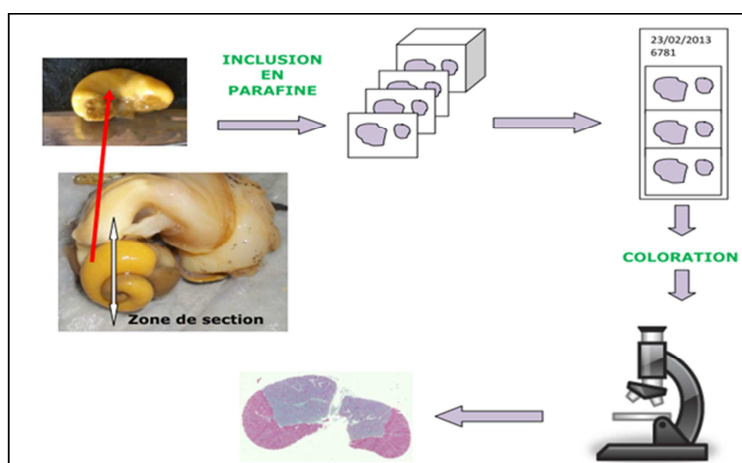 INCLUSION
EN
PARAFINE
23/02/2013
6781
COLORATION
Zone de section